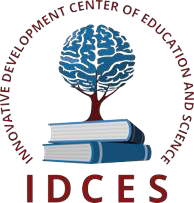 INNOVATIVE DEVELOPMENT CENTER OF EDUCATION AND SCIENCE
IDCES